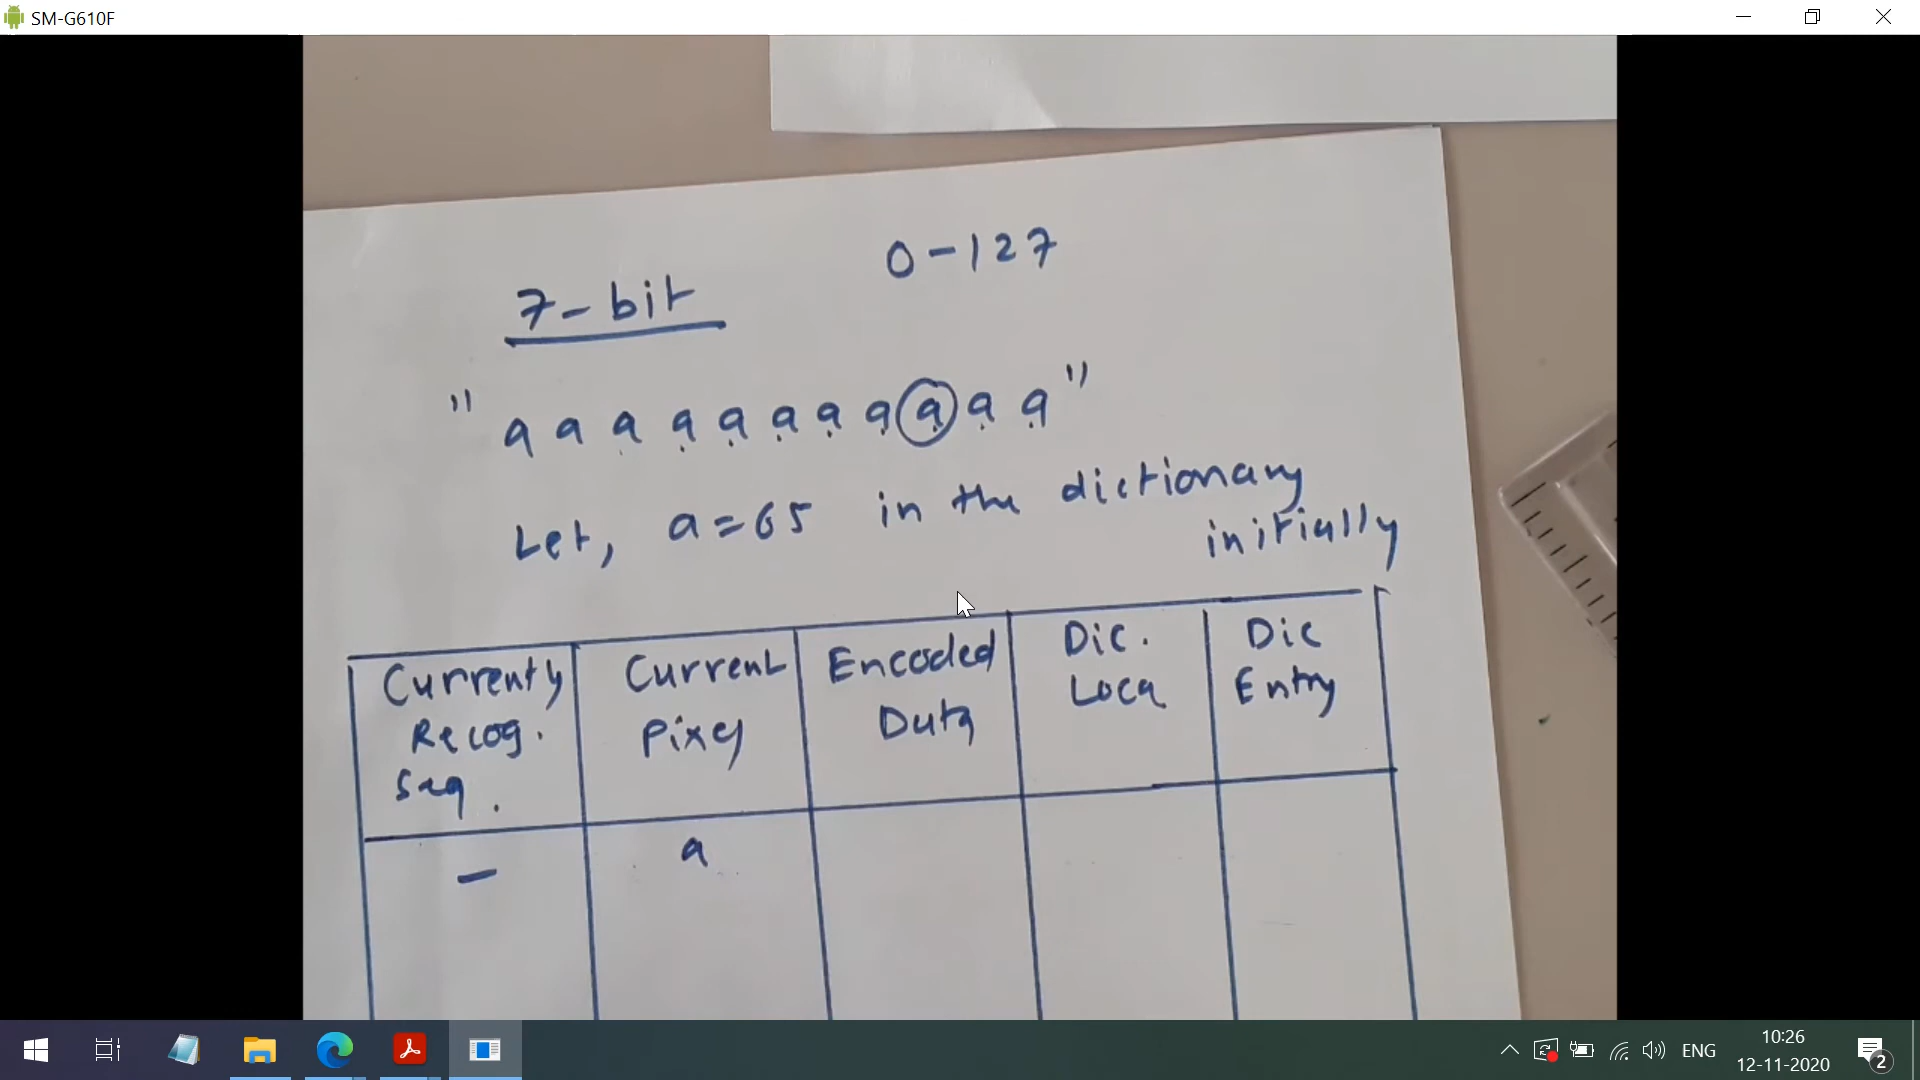 SM-G610F
0-127
7-bit
"a a a a a a a a a a a"
Let, a=65 in the dictionary
initially
Currently Recog. Seq.
Current Pixel
Encoded Data
Dic. Loca
Dic Entry
- a
ENG
10:26
12-11-2020
2